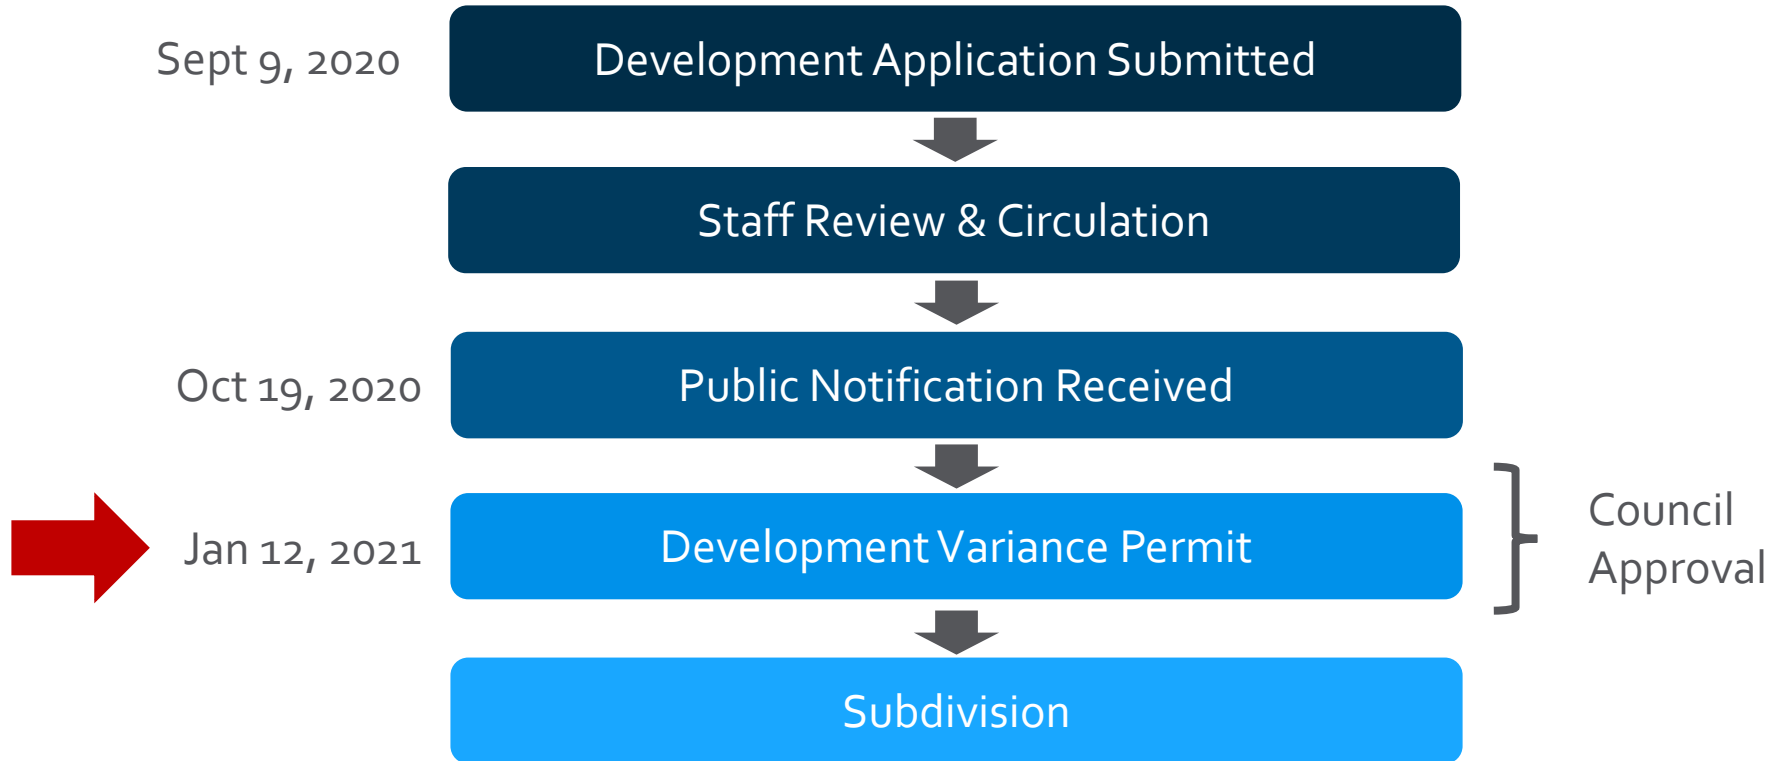 Sept 9, 2020
Development Application Submitted
Staff Review & Circulation
Oct 19, 2020
Public Notification Received
Jan 12, 2021
Development Variance Permit
Council
Approval
Subdivision